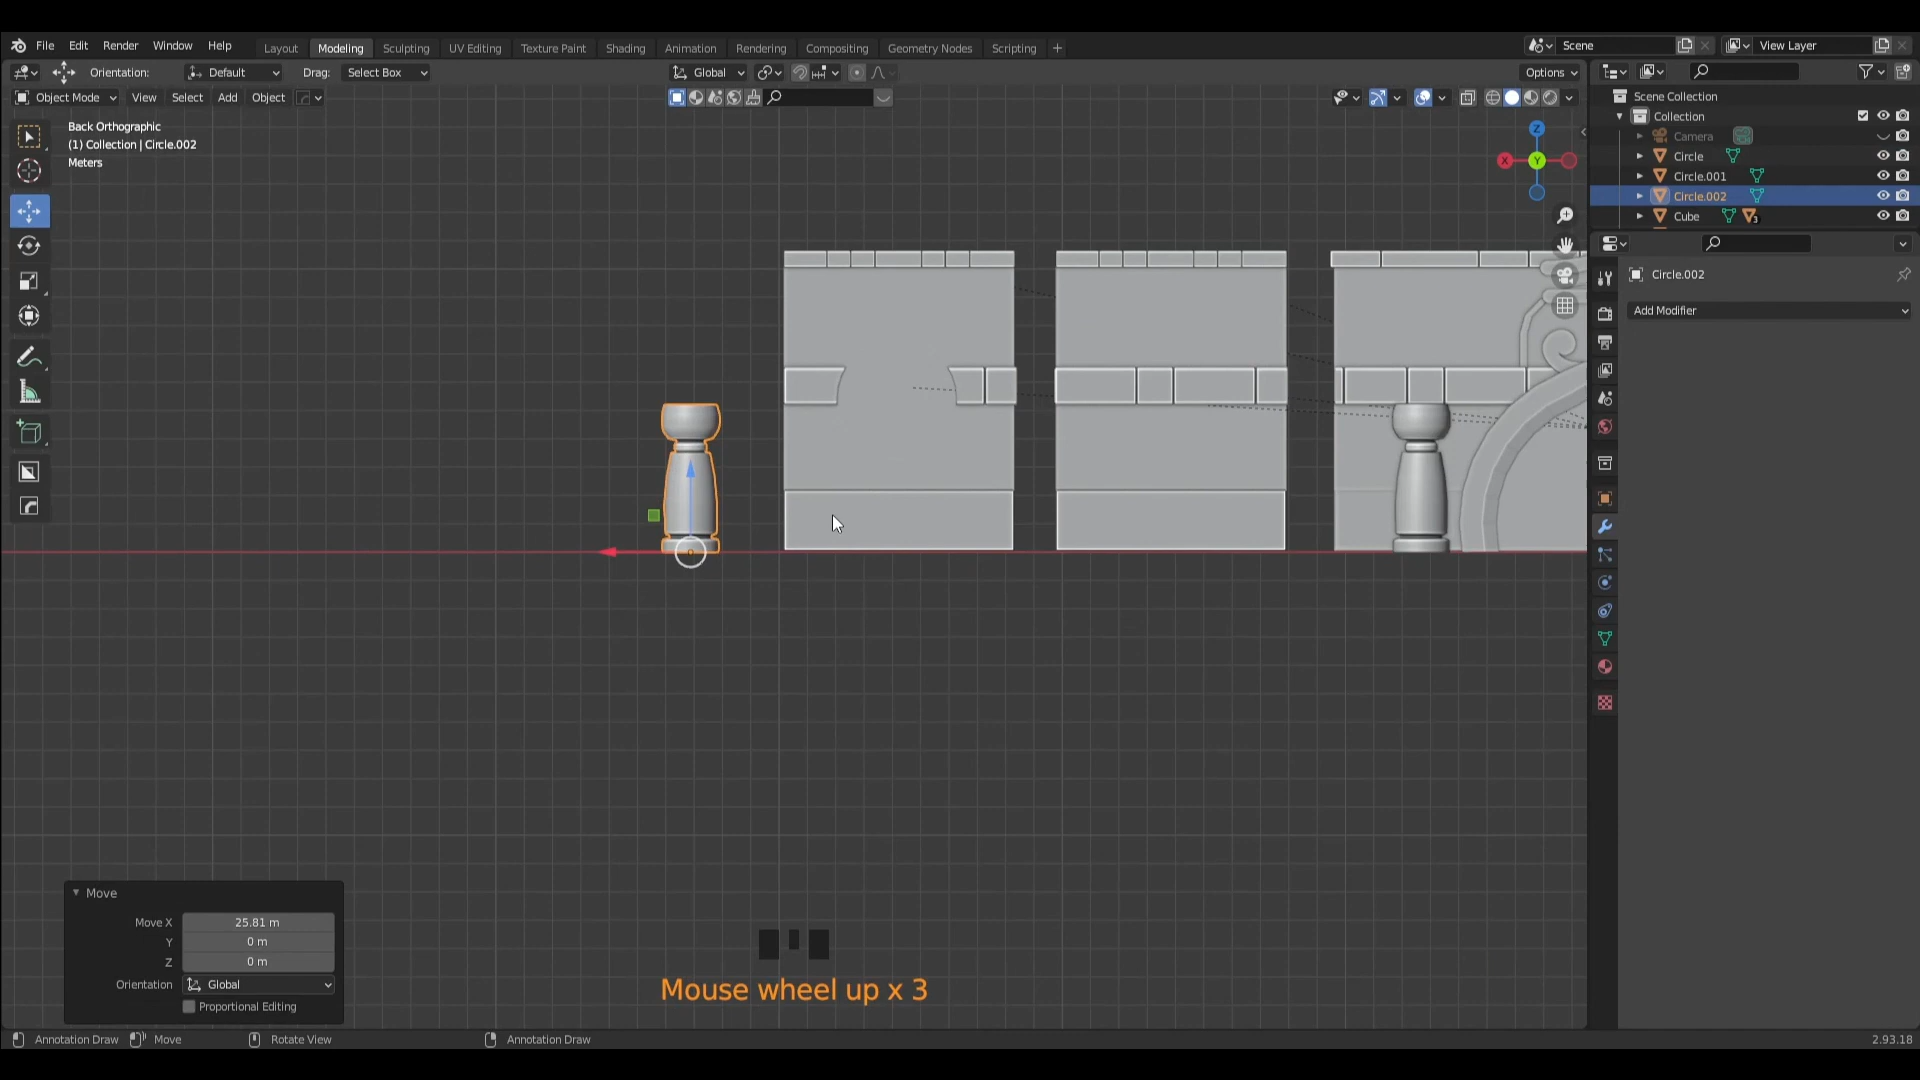 File Edit Render Window Help
Layout Modeling Sculpting UV Editing Texture Paint Shading Animation Rendering Compositing Geometry Nodes Scripting +
Scene
View Layer
Orientation: Default Drag: Select Box
Global
Options
Object Mode View Select Add Object
Back Orthographic
(1) Collection | Circle.002
Meters
Z
X
Y
Scene Collection
Collection
Camera
Circle
Circle.001
Circle.002
Cube
3
Circle.002
Add Modifier
Move
Move X 25.81 m
Y 0 m
Z 0 m
Orientation Global
Proportional Editing
Mouse wheel up x 3
Annotation Draw Move Rotate View Annotation Draw
2.93.18